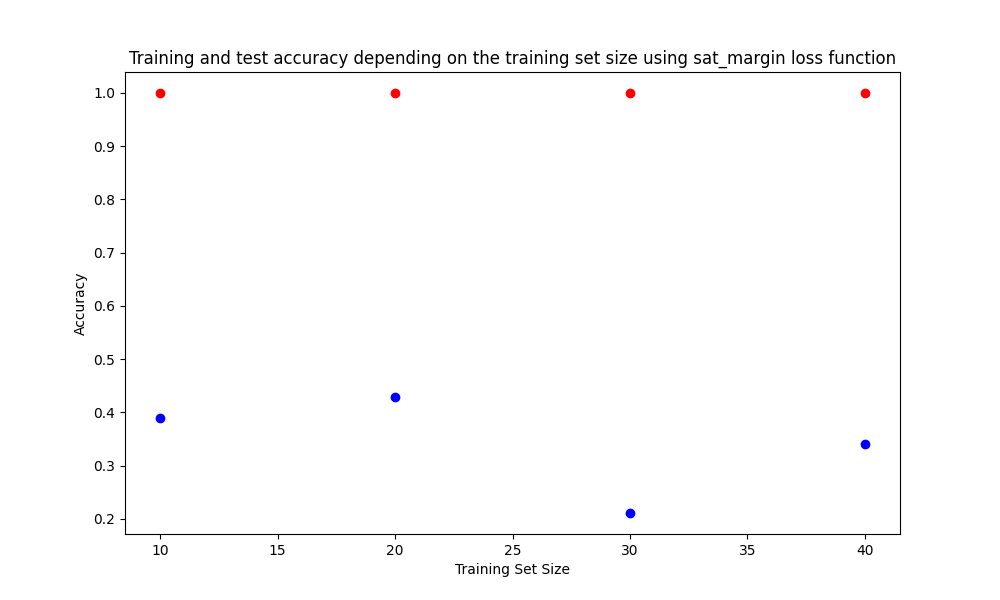 Training and test accuracy depending on the training set size using sat_margin loss function
1.0
0.9
0.8
0.7
0.6
0.5
0.4
0.3
0.2
Accuracy
10 15 20 25 30 35 40
Training Set Size